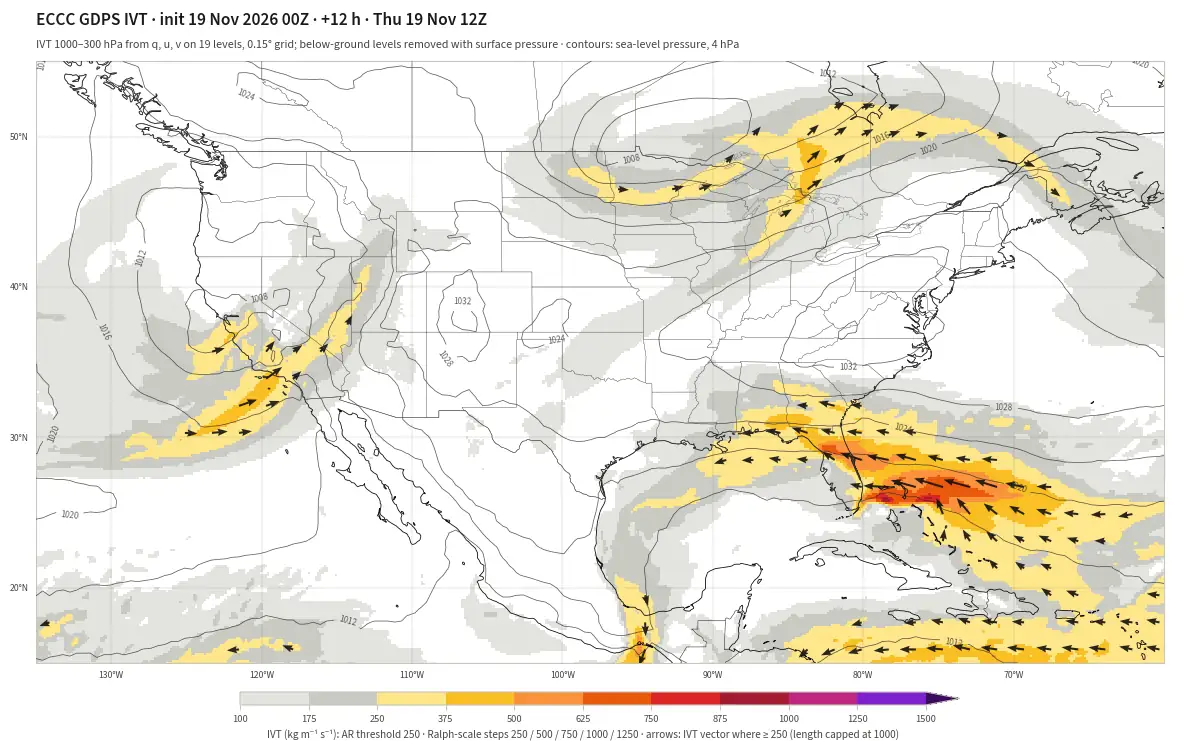 ECCC GDPS IVT · init 19 Nov 2026 00Z · +12 h · Thu 19 Nov 12Z
IVT 1000–300 hPa from q, u, v on 19 levels, 0.15° grid; below-ground levels removed with surface pressure · contours: sea-level pressure, 4 hPa
1012
1020
1024
50°N
1016
1008
1020
1012
40°N
1008
1032
1016
1024
1028
1032
1028
1020
30°N
1020
20°N
1012
1012
130°W 120°W 110°W 100°W 90°W 80°W 70°W
100 175 250 375 500 625 750 875 1000 1250 1500
IVT (kg m⁻¹ s⁻¹): AR threshold 250 · Ralph-scale steps 250 / 500 / 750 / 1000 / 1250 · arrows: IVT vector where ≥ 250 (length capped at 1000)